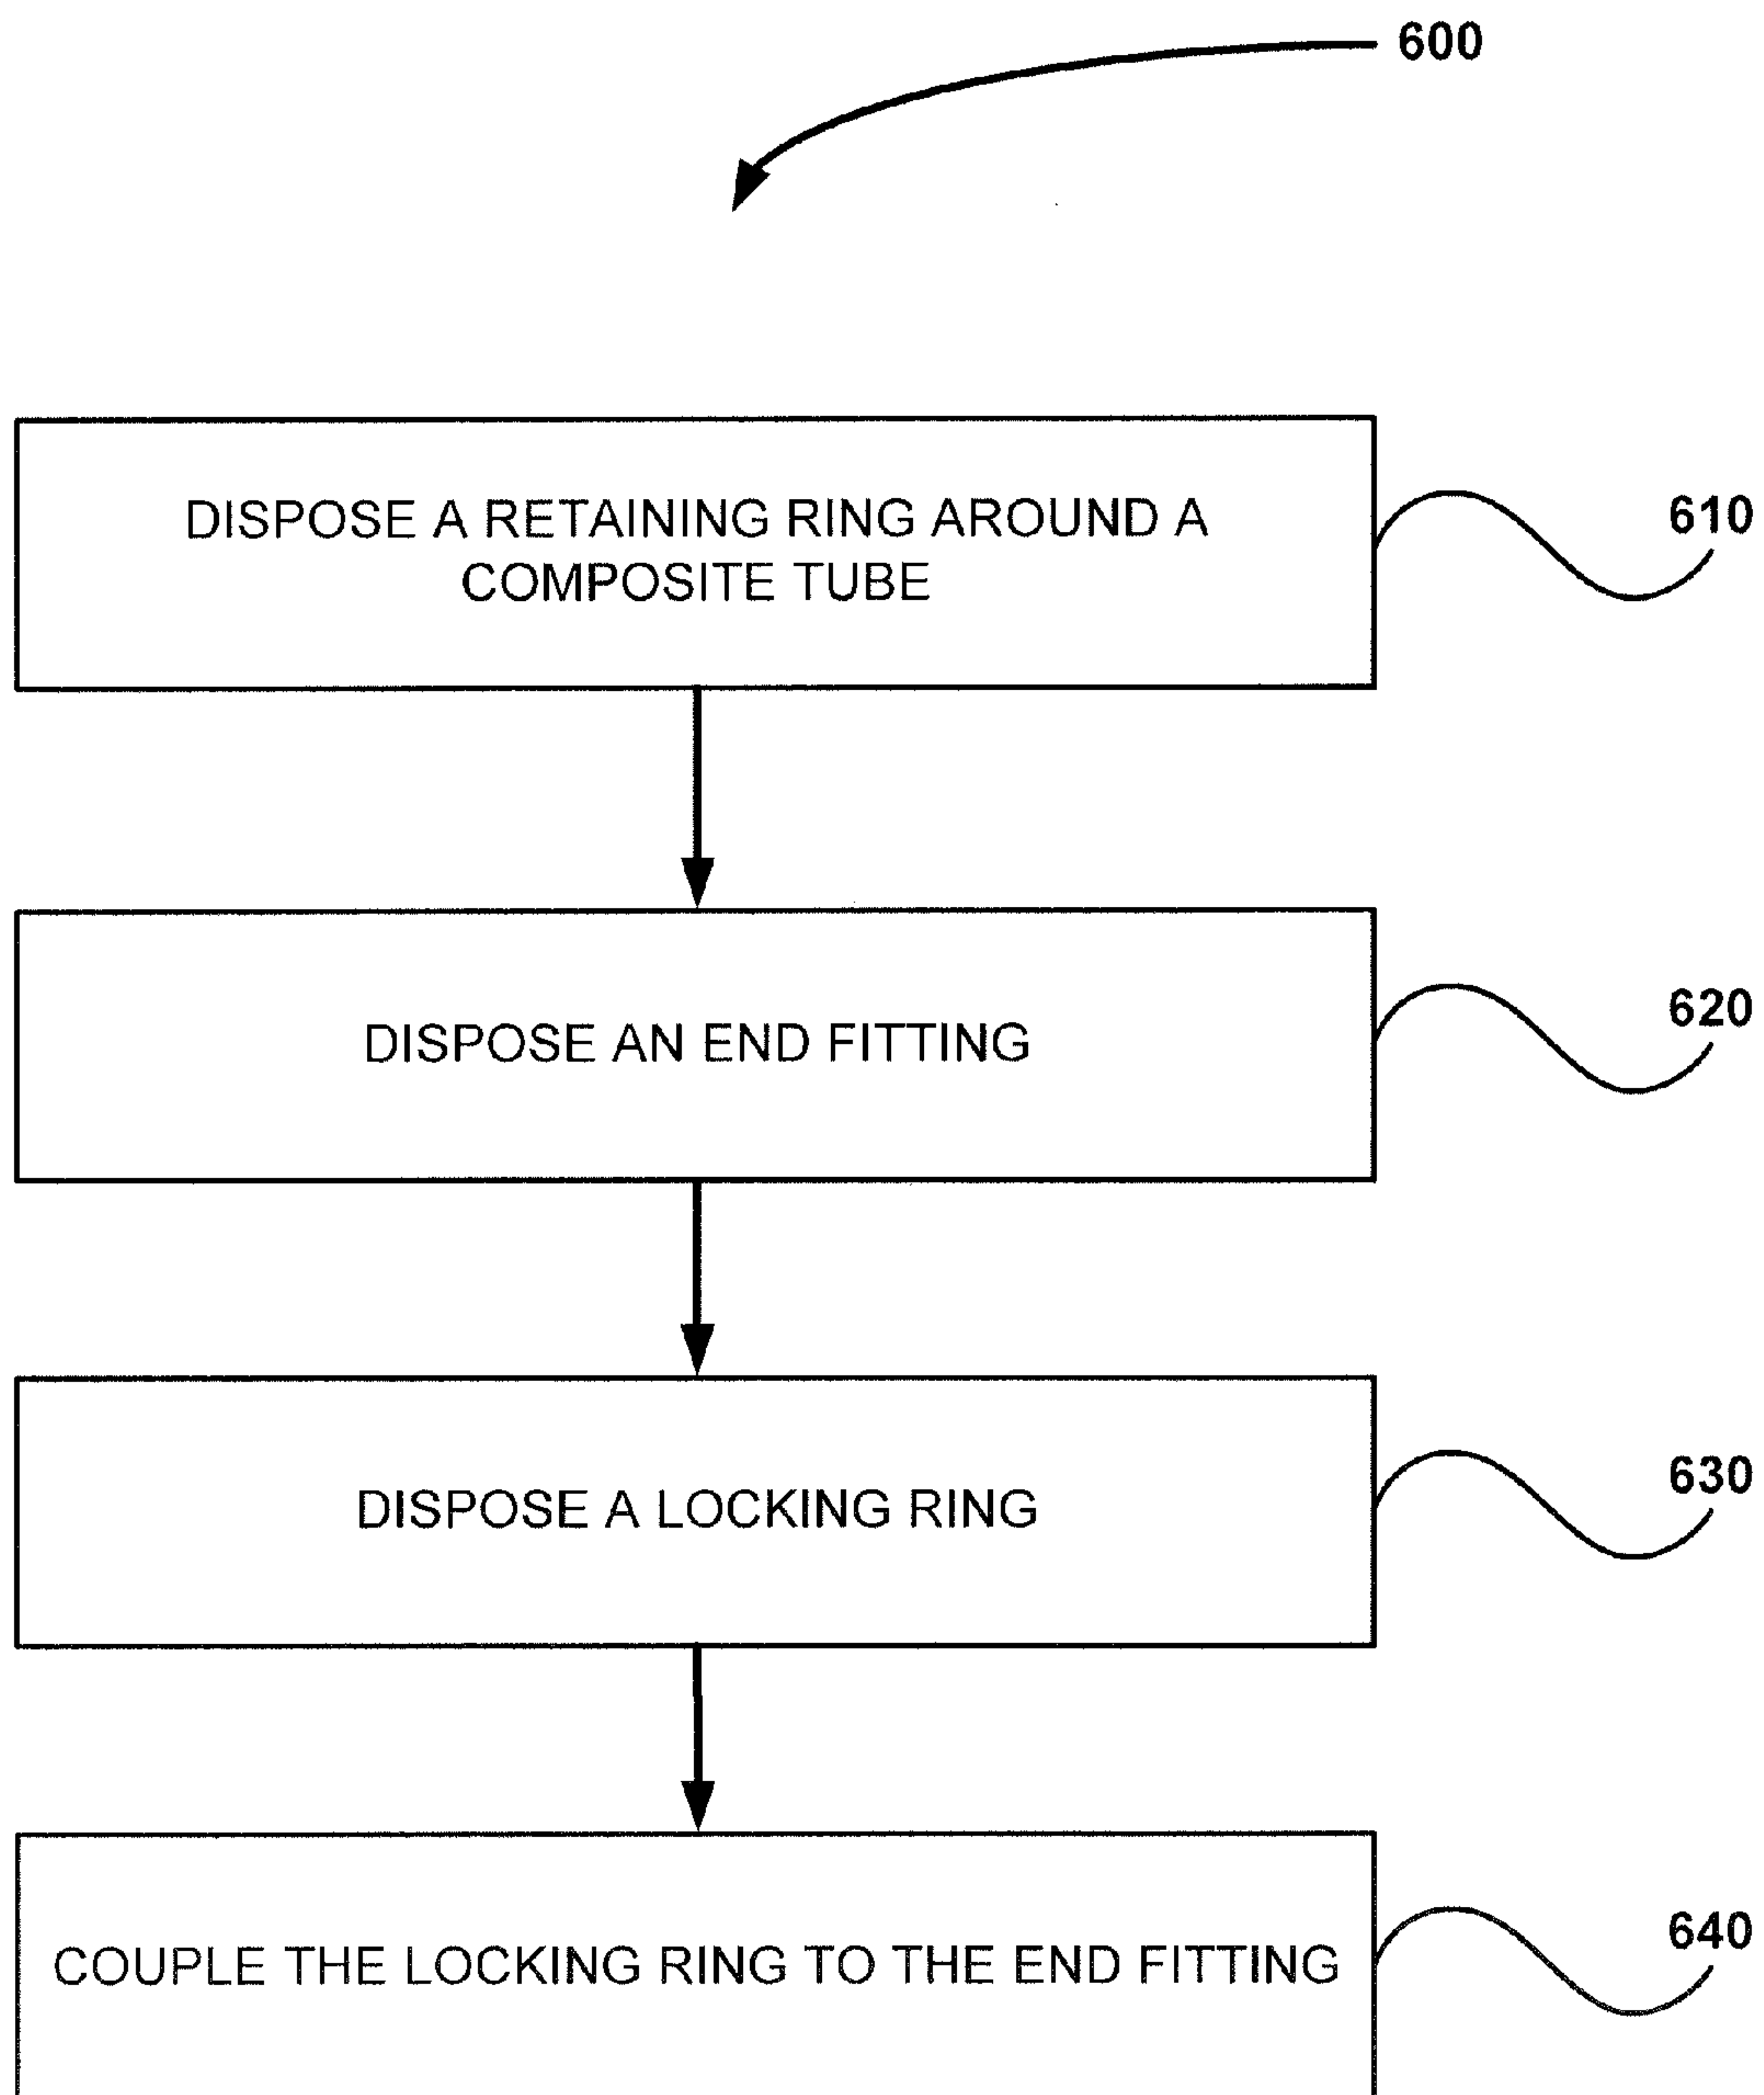 600
DISPOSE A RETAINING RING AROUND A
COMPOSITE TUBE
610
DISPOSE AN END FITTING
620
DISPOSE A LOCKING RING
630
COUPLE THE LOCKING RING TO THE END FITTING
640